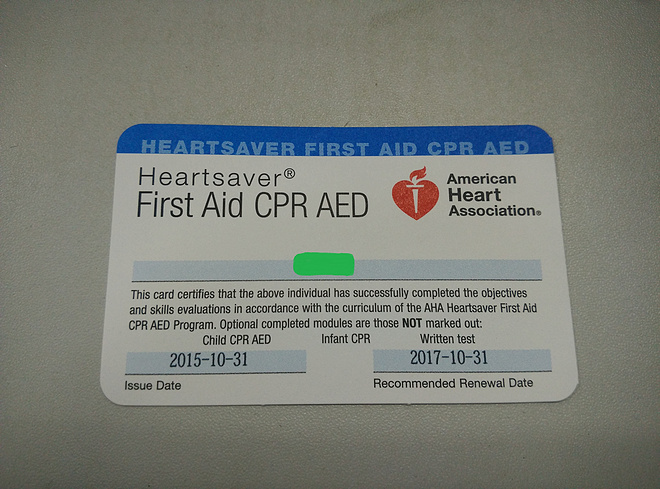 HEARTSAVER FIRST AID CPR AED
Heartsaver®
First Aid CPR AED
American
Heart
Association®
This card certifies that the above individual has successfully completed the objectives
and skills evaluations in accordance with the curriculum of the AHA Heartsaver First Aid
CPR AED Program. Optional completed modules are those NOT marked out:
Child CPR AED Infant CPR Written test
2015-10-31 2017-10-31
Issue Date Recommended Renewal Date